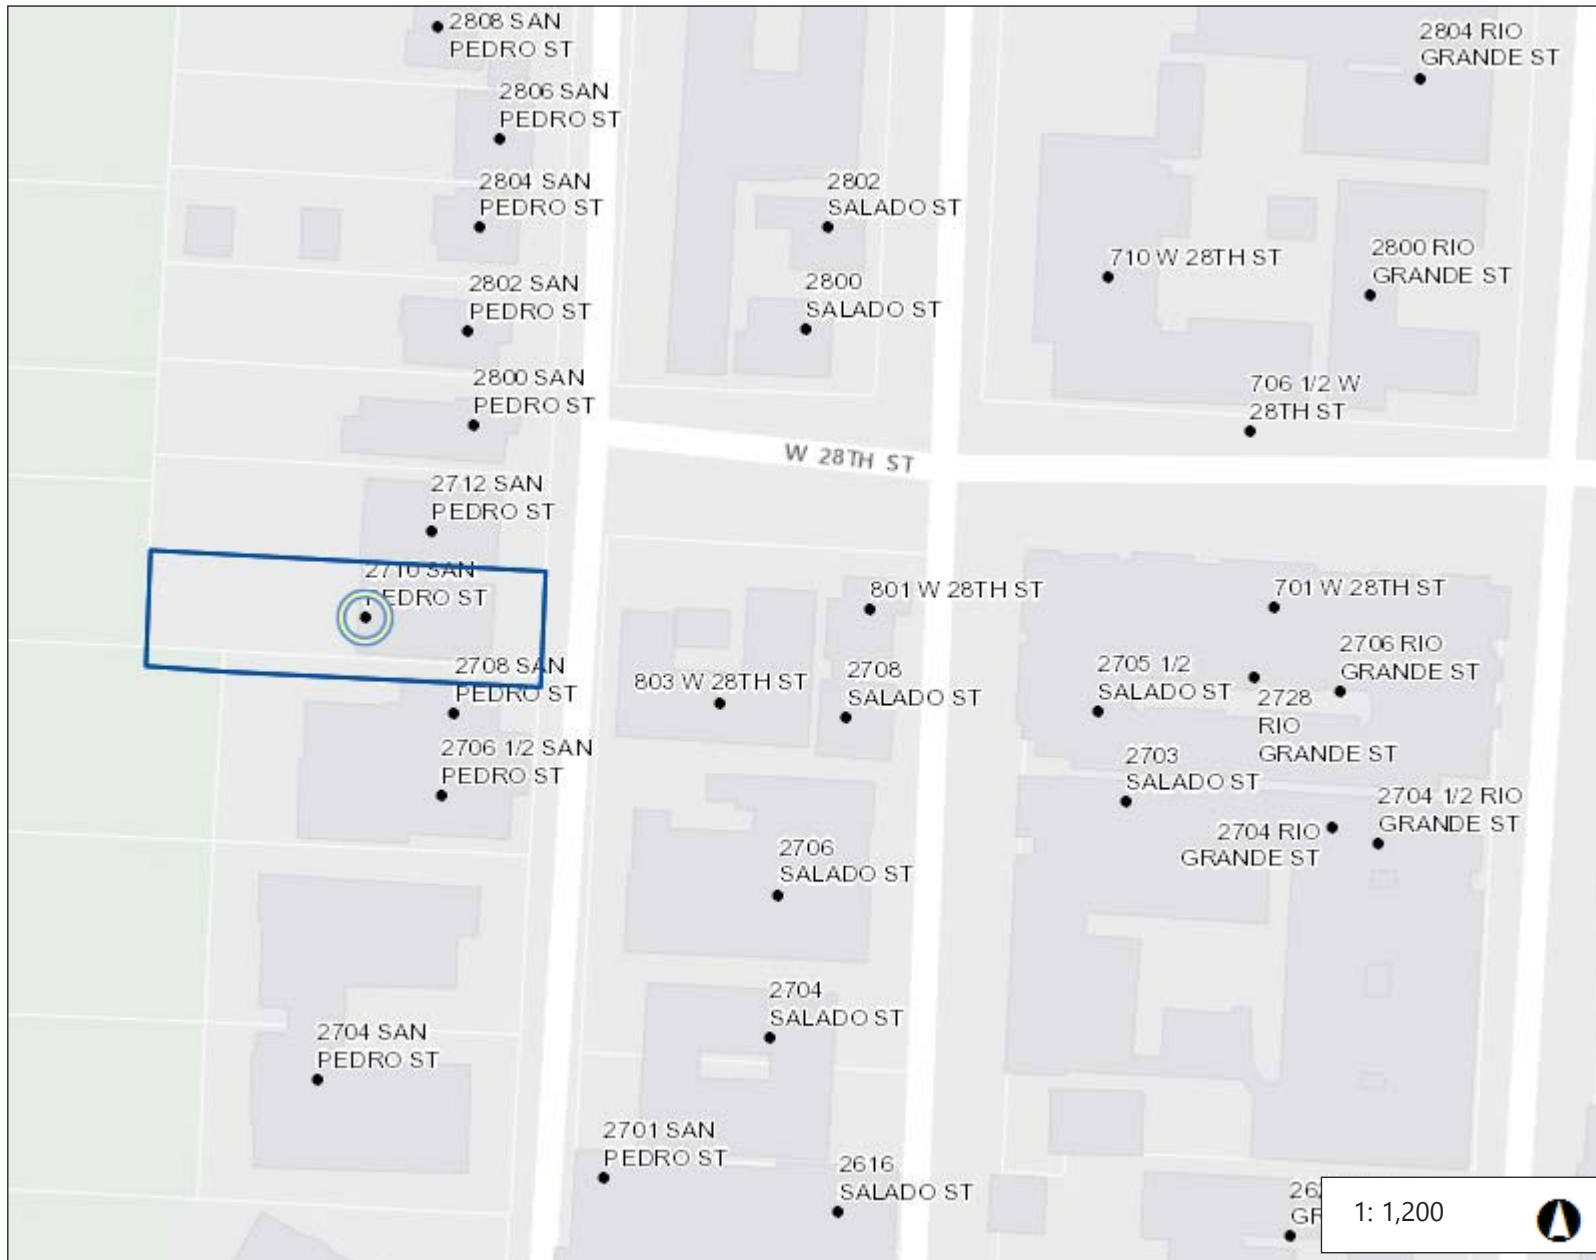 2808 SAN
PEDRO ST
2804 RIO
GRANDE ST
2806 SAN
PEDRO ST
2804 SAN
PEDRO ST
2802
SALADO ST
710 W 28TH ST
2800 RIO
GRANDE ST
2802 SAN
PEDRO ST
2800
SALADO ST
2800 SAN
PEDRO ST
706 1/2 W
28TH ST
W 28TH ST
2712 SAN
PEDRO ST
2710 SAN
PEDRO ST
801 W 28TH ST
701 W 28TH ST
2708 SAN
PEDRO ST
803 W 28TH ST
2708
SALADO ST
2705 1/2
SALADO ST
2706 RIO
GRANDE ST
2728
RIO
GRANDE ST
2706 1/2 SAN
PEDRO ST
2703
SALADO ST
2704 1/2 RIO
GRANDE ST
2704 RIO
GRANDE ST
2706
SALADO ST
2704
SALADO ST
2704 SAN
PEDRO ST
2701 SAN
PEDRO ST
2616
SALADO ST
1: 1,200